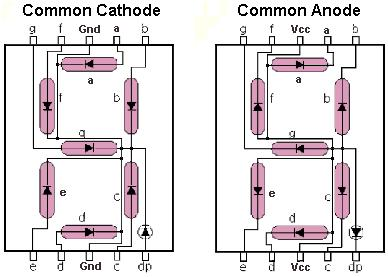 Common Cathode
Common Anode
g f Gnd a b
g f Vcc a b
a
a
f b
f b
g
g
e c
e c
d
d
e d Gnd c dp
e d Vcc c dp